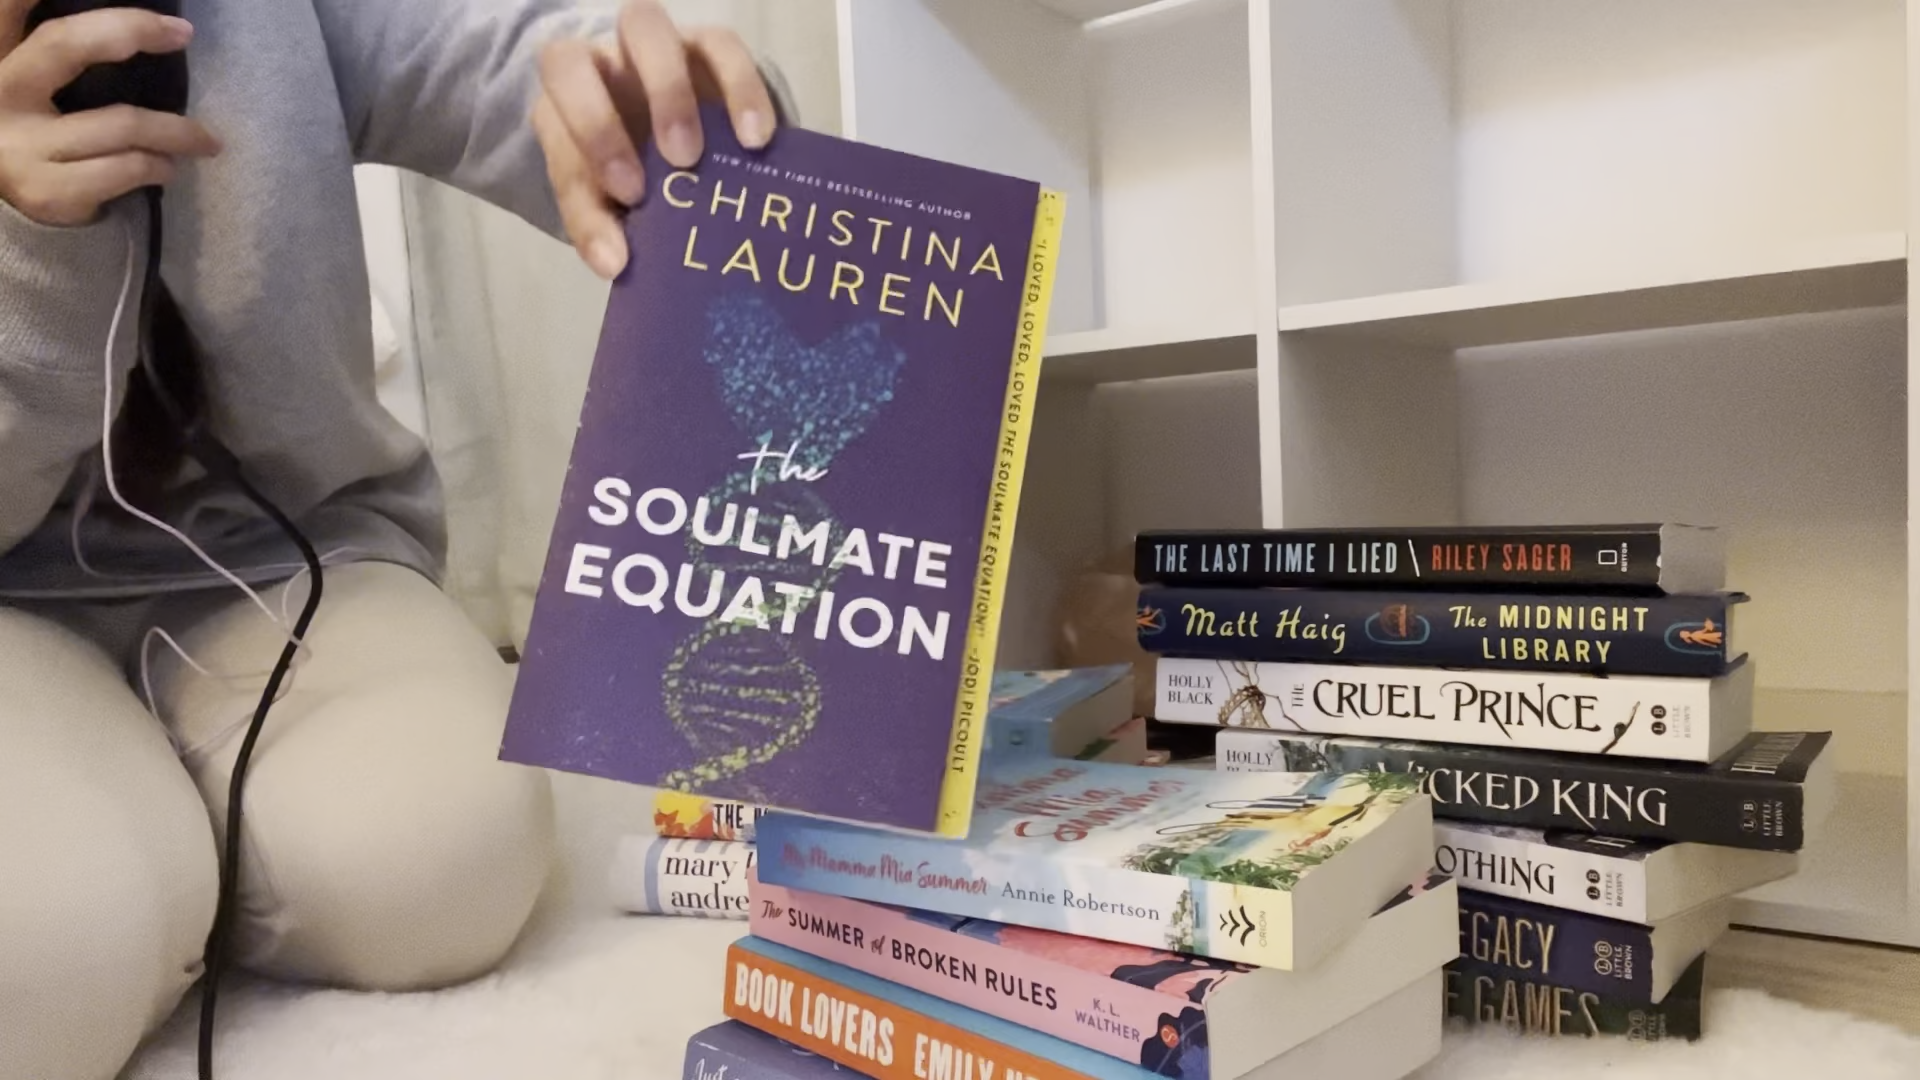 NEW YORK TIMES BESTSELLING AUTHOR
CHRISTINA
LAUREN
the
SOULMATE
EQUATION
"I LOVED, LOVED, LOVED THE SOULMATE EQUATION!" -JODI PICOULT
THE LAST TIME I LIED \ RILEY SAGER
DUTTON
Matt Haig The MIDNIGHT
LIBRARY
HOLLY
BLACK
THE CRUEL PRINCE
LB
LITTLE, BROWN
HOLLY
WICKED KING
LB
LITTLE, BROWN
OTHING
LB
LITTLE, BROWN
EGACY
LB
LITTLE, BROWN
E GAMES
THE
mary
andre
Mia
Summer
My Mamma Mia Summer Annie Robertson
ORION
The SUMMER of BROKEN RULES
K. L.
WALTHER
BOOK LOVERS EMILY
Just